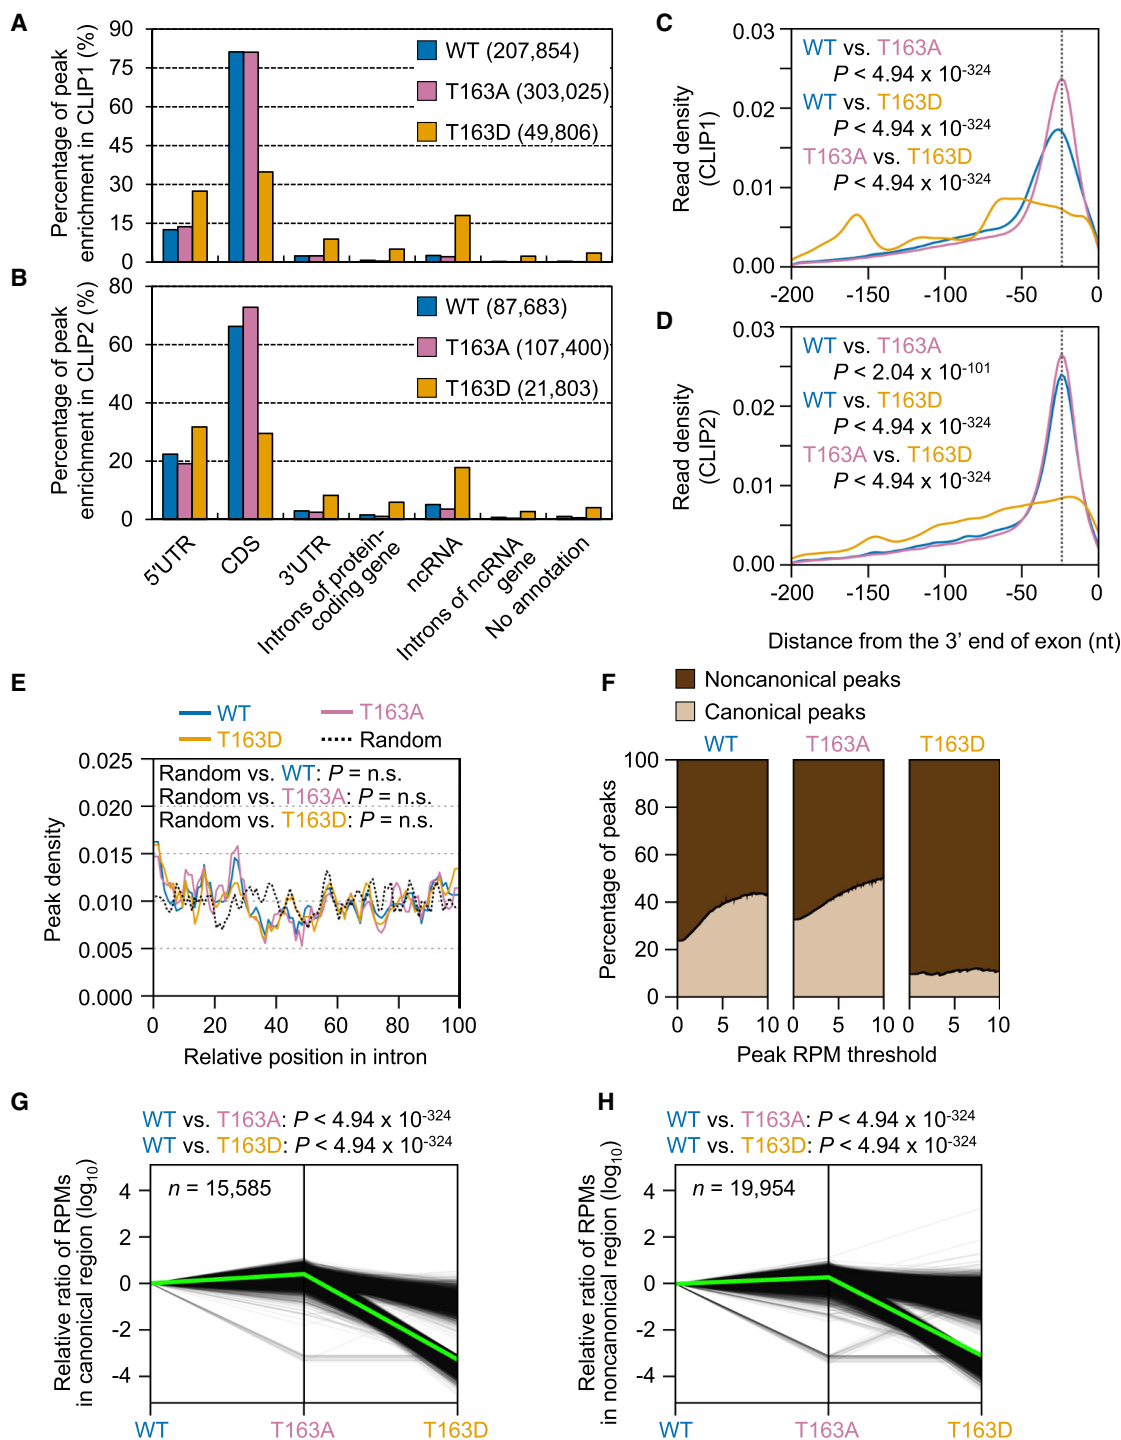 A
Percentage of peak
enrichment in CLIP1 (%)
90
75
60
45
30
15
0
WT (207,854)
T163A (303,025)
T163D (49,806)
B
Percentage of peak
enrichment in CLIP2 (%)
80
60
40
20
0
WT (87,683)
T163A (107,400)
T163D (21,803)
5'UTR
CDS
3'UTR
Introns of protein-
coding gene
ncRNA
Introns of ncRNA
gene
No annotation
C
Read density
(CLIP1)
0.03
0.02
0.01
0.00
WT vs. T163A
P < 4.94 x 10-324
WT vs. T163D
P < 4.94 x 10-324
T163A vs. T163D
P < 4.94 x 10-324
-200 -150 -100 -50 0
D
Read density
(CLIP2)
0.03
0.02
0.01
0.00
WT vs. T163A
P < 2.04 x 10-101
WT vs. T163D
P < 4.94 x 10-324
T163A vs. T163D
P < 4.94 x 10-324
-200 -150 -100 -50 0
Distance from the 3’ end of exon (nt)
E
WT T163A
T163D Random
Peak density
0.025
0.020
0.015
0.010
0.005
0.000
Random vs. WT: P = n.s.
Random vs. T163A: P = n.s.
Random vs. T163D: P = n.s.
0 20 40 60 80 100
Relative position in intron
F
Noncanonical peaks
Canonical peaks
WT T163A T163D
Percentage of peaks
100
80
60
40
20
0
0 5 10 0 5 10 0 5 10
Peak RPM threshold
G
WT vs. T163A: P < 4.94 x 10-324
WT vs. T163D: P < 4.94 x 10-324
Relative ratio of RPMs
in canonical region (log10)
n = 15,585
4
2
0
-2
-4
WT T163A T163D
H
WT vs. T163A: P < 4.94 x 10-324
WT vs. T163D: P < 4.94 x 10-324
Relative ratio of RPMs
in noncanonical region (log10)
n = 19,954
4
2
0
-2
-4
WT T163A T163D